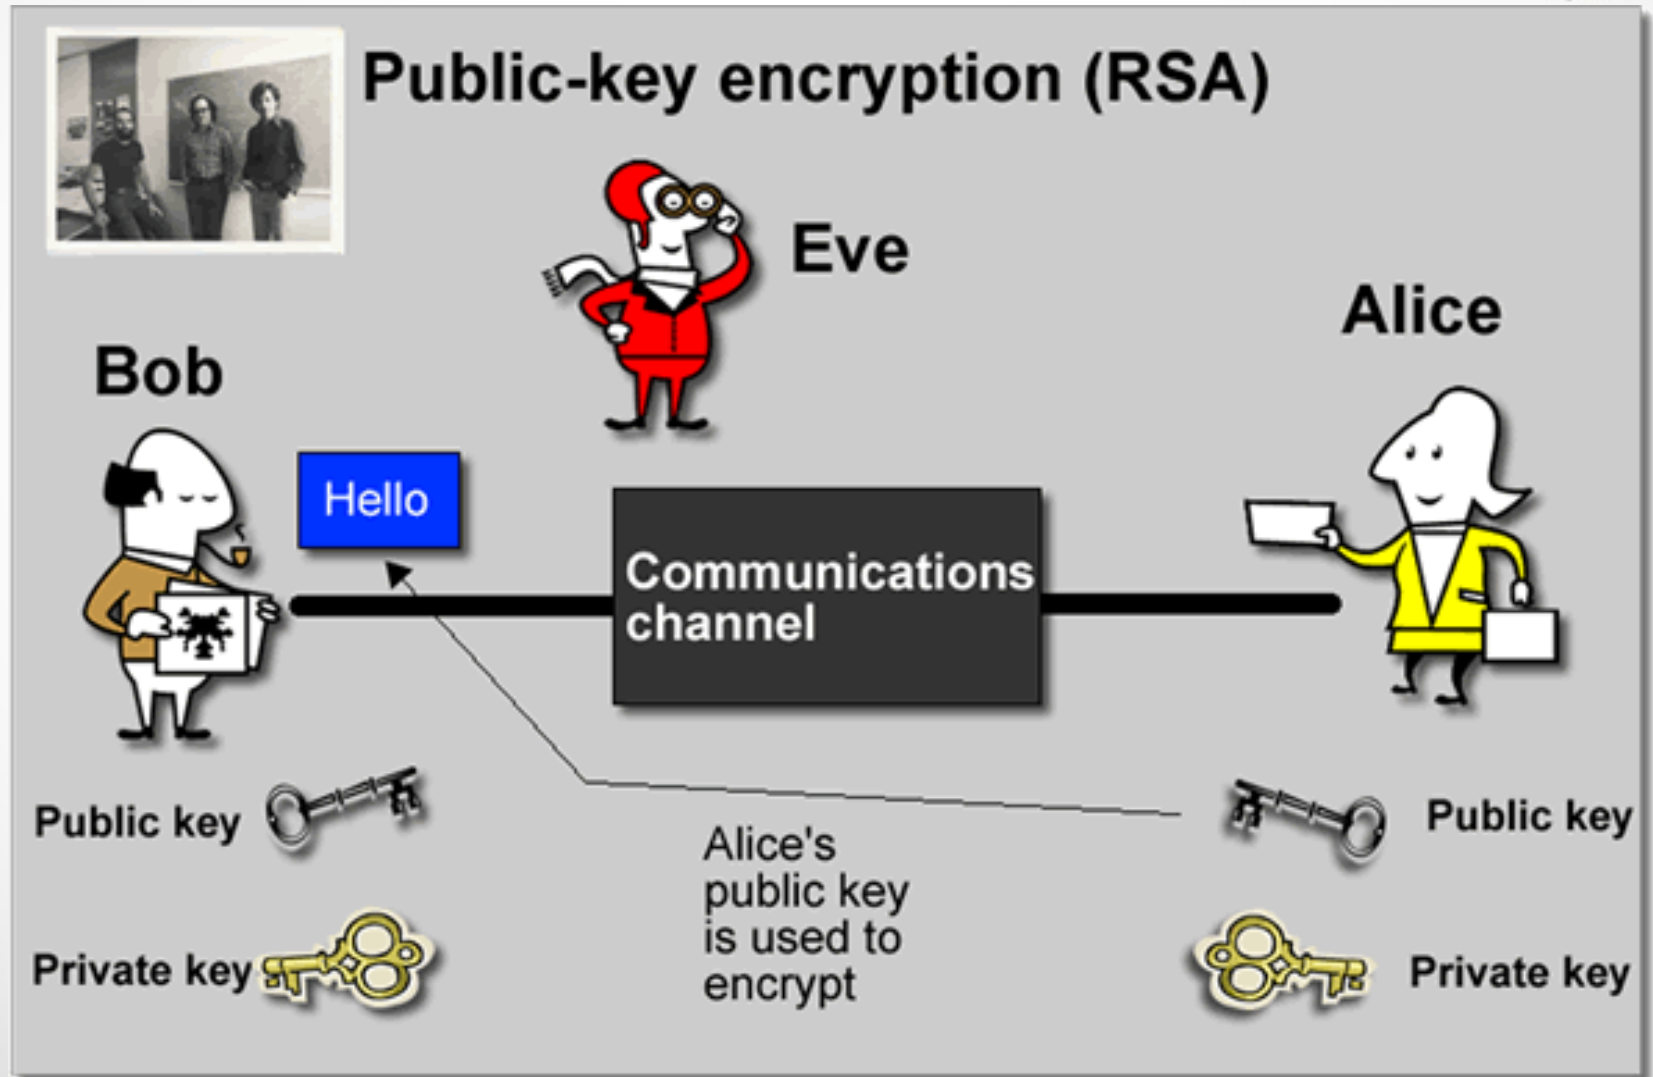 Public-key encryption (RSA)
Eve
Alice
Bob
Hello
Communications
channel
Public key
Public key
Alice's
public key
is used to
encrypt
Private key
Private key